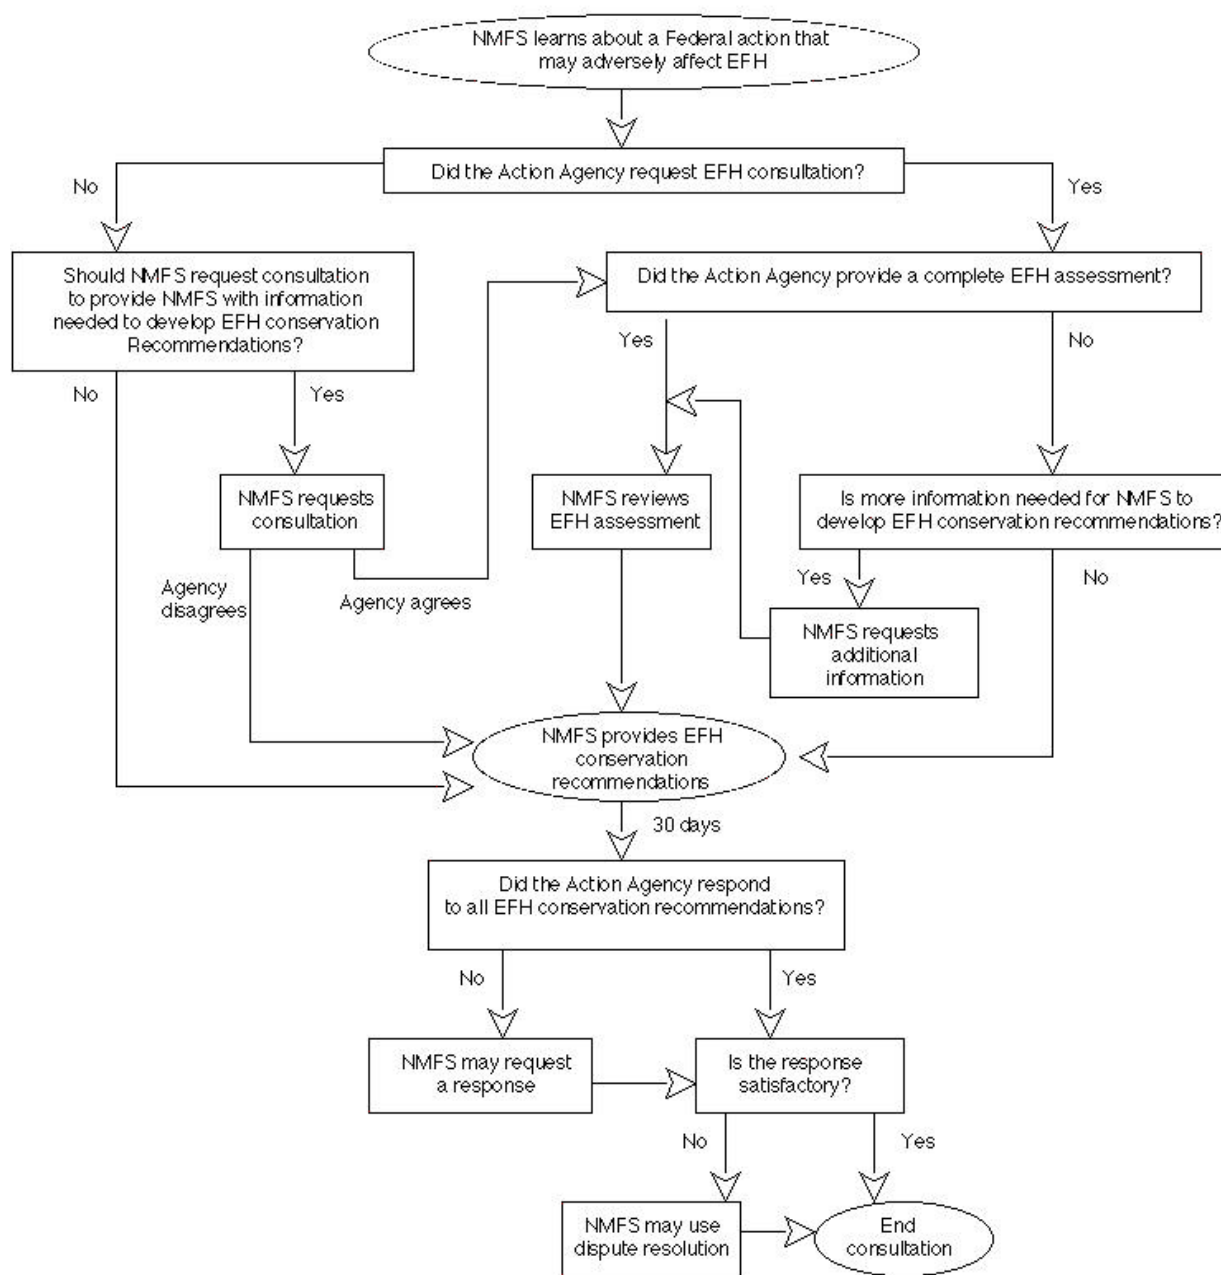 NMFS learns about a Federal action that
may adversely affect EFH
Did the Action Agency request EFH consultation?
No
Yes
Should NMFS request consultation
to provide NMFS with information
needed to develop EFH conservation
Recommendations?
Did the Action Agency provide a complete EFH assessment?
No
Yes
Yes
No
NMFS requests
consultation
NMFS reviews
EFH assessment
Is more information needed for NMFS to
develop EFH conservation recommendations?
Agency
disagrees
Agency agrees
Yes
No
NMFS requests
additional
information
NMFS provides EFH
conservation
recommendations
30 days
Did the Action Agency respond
to all EFH conservation recommendations?
No
Yes
NMFS may request
a response
Is the response
satisfactory?
No
Yes
NMFS may use
dispute resolution
End
consultation